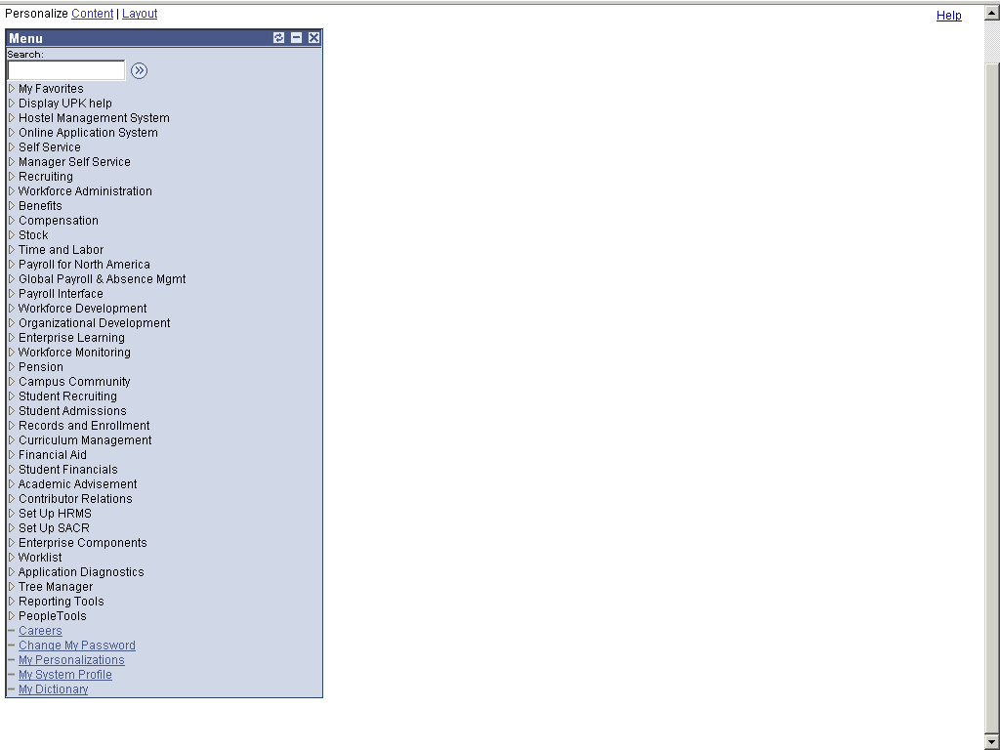 Personalize Content | Layout
Help
Menu
Search:
My Favorites
Display UPK help
Hostel Management System
Online Application System
Self Service
Manager Self Service
Recruiting
Workforce Administration
Benefits
Compensation
Stock
Time and Labor
Payroll for North America
Global Payroll & Absence Mgmt
Payroll Interface
Workforce Development
Organizational Development
Enterprise Learning
Workforce Monitoring
Pension
Campus Community
Student Recruiting
Student Admissions
Records and Enrollment
Curriculum Management
Financial Aid
Student Financials
Academic Advisement
Contributor Relations
Set Up HRMS
Set Up SACR
Enterprise Components
Worklist
Application Diagnostics
Tree Manager
Reporting Tools
PeopleTools
Careers
Change My Password
My Personalizations
My System Profile
My Dictionary